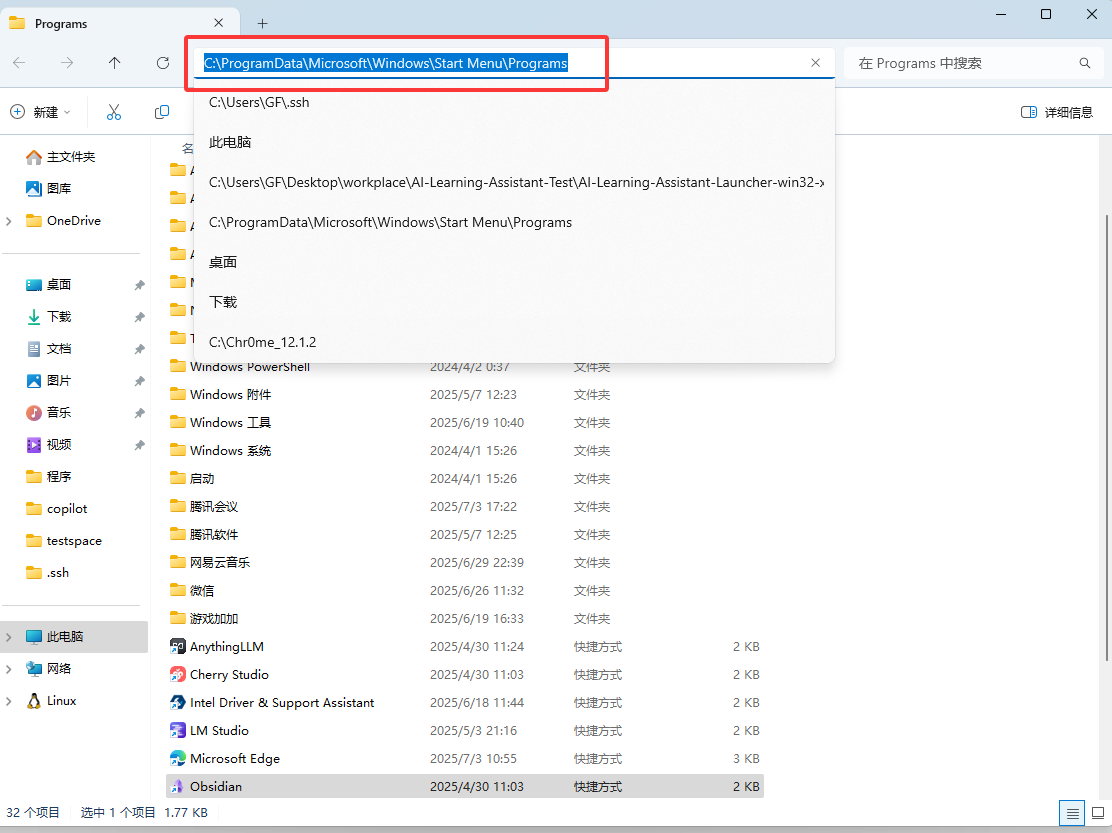 Programs
C:\ProgramData\Microsoft\Windows\Start Menu\Programs
在 Programs 中搜索
新建
详细信息
C:\Users\GF\.ssh
此电脑
C:\Users\GF\Desktop\workplace\AI-Learning-Assistant-Test\AI-Learning-Assistant-Launcher-win32-x
C:\ProgramData\Microsoft\Windows\Start Menu\Programs
桌面
下载
C:\Chr0me_12.1.2
主文件夹
图库
OneDrive
桌面
下载
文档
图片
音乐
视频
程序
copilot
testspace
.ssh
此电脑
网络
Linux
Windows PowerShell 2024/4/2 0:37 文件夹
Windows 附件 2025/5/7 12:23 文件夹
Windows 工具 2025/6/19 10:40 文件夹
Windows 系统 2024/4/1 15:26 文件夹
启动 2024/4/1 15:26 文件夹
腾讯会议 2025/7/3 17:22 文件夹
腾讯软件 2025/5/7 12:25 文件夹
网易云音乐 2025/6/29 22:39 文件夹
微信 2025/6/26 11:32 文件夹
游戏加加 2025/6/19 16:33 文件夹
AnythingLLM 2025/4/30 11:24 快捷方式 2 KB
Cherry Studio 2025/4/30 11:03 快捷方式 2 KB
Intel Driver & Support Assistant 2025/6/18 11:44 快捷方式 2 KB
LM Studio 2025/5/3 21:16 快捷方式 2 KB
Microsoft Edge 2025/7/3 10:55 快捷方式 3 KB
Obsidian 2025/4/30 11:03 快捷方式 2 KB
32 个项目 选中 1 个项目 1.77 KB